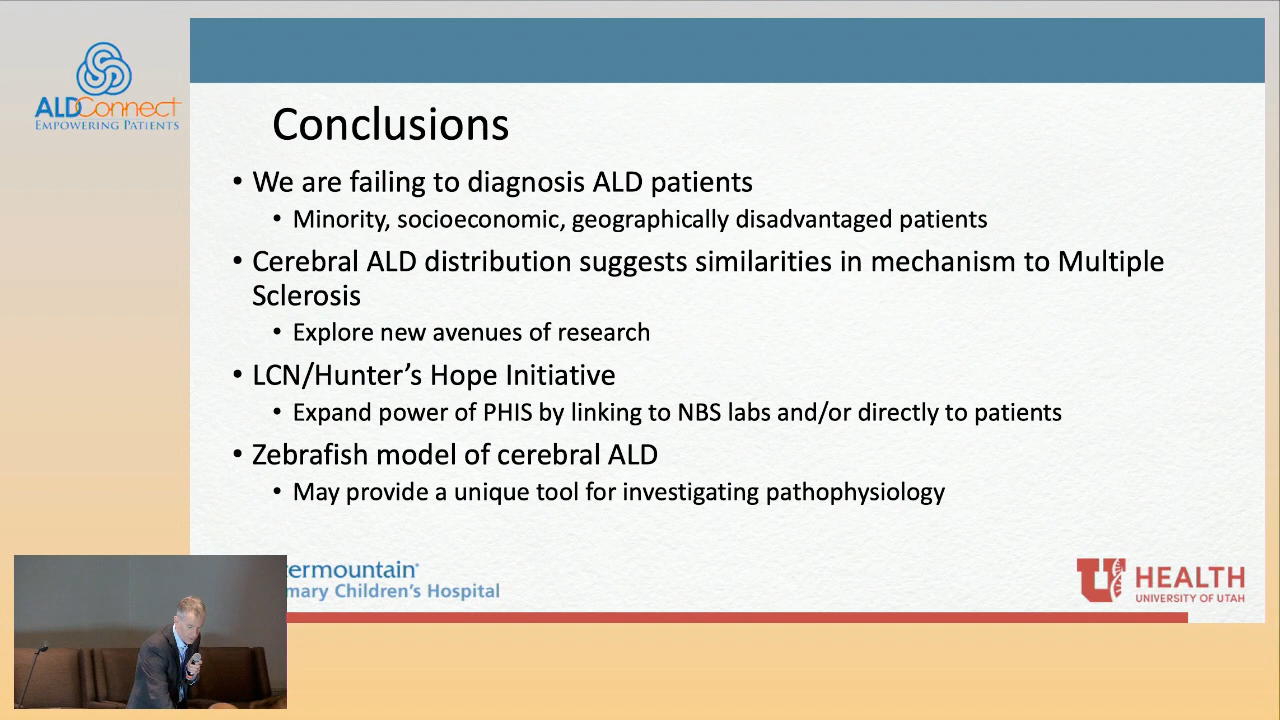 ALDConnect
EMPOWERING PATIENTS
Conclusions
• We are failing to diagnosis ALD patients
• Minority, socioeconomic, geographically disadvantaged patients
• Cerebral ALD distribution suggests similarities in mechanism to Multiple
Sclerosis
• Explore new avenues of research
• LCN/Hunter’s Hope Initiative
• Expand power of PHIS by linking to NBS labs and/or directly to patients
• Zebrafish model of cerebral ALD
• May provide a unique tool for investigating pathophysiology
termountain®
mary Children’s Hospital
U HEALTH
UNIVERSITY OF UTAH